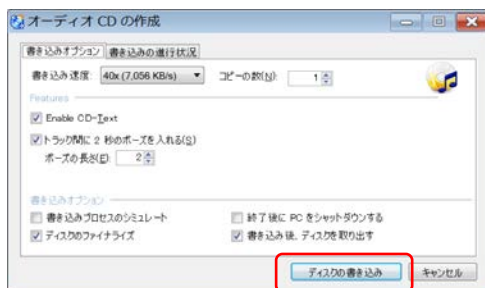 オーディオ CD の作成
書き込みオプション 書き込みの進行状況
書き込み速度: 40x (7,056 KB/s) コピーの数(N): 1
Features
Enable CD-Text
トラック間に 2 秒のポーズを入れる(S)
ポーズの長さ(E): 2
書き込みオプション
書き込みプロセスのシミュレート 終了後に PC をシャットダウンする
ディスクのファイナライズ 書き込み後、ディスクを取り出す
ディスクの書き込み キャンセル